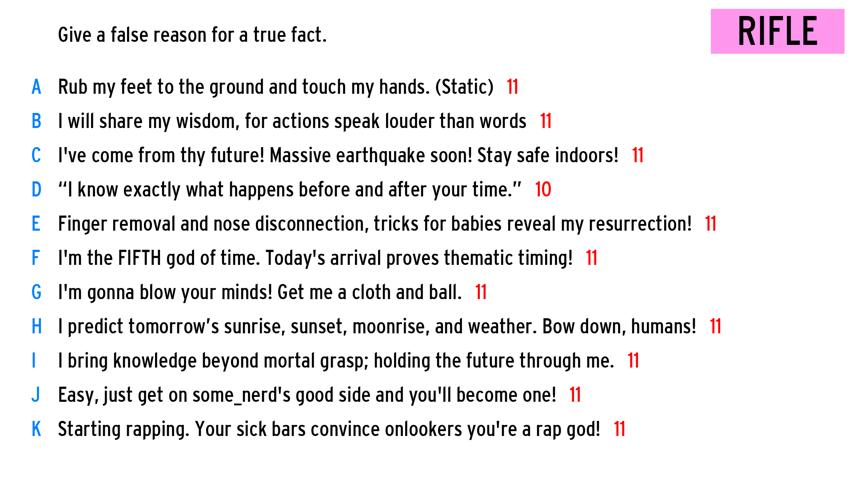 Give a false reason for a true fact.
RIFLE
A Rub my feet to the ground and touch my hands. (Static) 11
B I will share my wisdom, for actions speak louder than words 11
C I've come from thy future! Massive earthquake soon! Stay safe indoors! 11
D “I know exactly what happens before and after your time.” 10
E Finger removal and nose disconnection, tricks for babies reveal my resurrection! 11
F I'm the FIFTH god of time. Today's arrival proves thematic timing! 11
G I'm gonna blow your minds! Get me a cloth and ball. 11
H I predict tomorrow’s sunrise, sunset, moonrise, and weather. Bow down, humans! 11
I I bring knowledge beyond mortal grasp; holding the future through me. 11
J Easy, just get on some_nerd's good side and you'll become one! 11
K Starting rapping. Your sick bars convince onlookers you're a rap god! 11